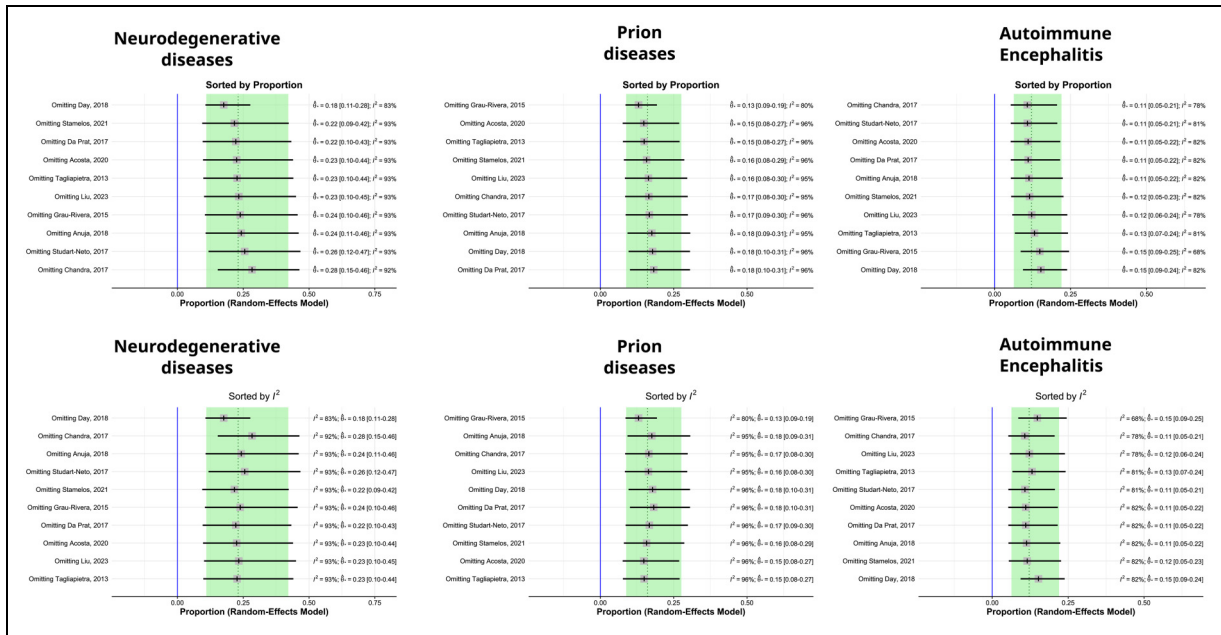 Neurodegenerative
diseases
Sorted by Proportion
Omitting Day, 2018 θ̂* = 0.18 [0.11-0.28]; I² = 83%
Omitting Stamelos, 2021 θ̂* = 0.22 [0.09-0.42]; I² = 93%
Omitting Da Prat, 2017 θ̂* = 0.22 [0.10-0.43]; I² = 93%
Omitting Acosta, 2020 θ̂* = 0.23 [0.10-0.44]; I² = 93%
Omitting Tagliapietra, 2013 θ̂* = 0.23 [0.10-0.44]; I² = 93%
Omitting Liu, 2023 θ̂* = 0.23 [0.10-0.45]; I² = 93%
Omitting Grau-Rivera, 2015 θ̂* = 0.24 [0.10-0.46]; I² = 93%
Omitting Anuja, 2018 θ̂* = 0.24 [0.11-0.46]; I² = 93%
Omitting Studart-Neto, 2017 θ̂* = 0.26 [0.12-0.47]; I² = 93%
Omitting Chandra, 2017 θ̂* = 0.28 [0.15-0.46]; I² = 92%
0.00 0.25 0.50 0.75
Proportion (Random-Effects Model)
Prion
diseases
Sorted by Proportion
Omitting Grau-Rivera, 2015 θ̂* = 0.13 [0.09-0.19]; I² = 80%
Omitting Acosta, 2020 θ̂* = 0.15 [0.08-0.27]; I² = 96%
Omitting Tagliapietra, 2013 θ̂* = 0.15 [0.08-0.27]; I² = 96%
Omitting Stamelos, 2021 θ̂* = 0.16 [0.08-0.29]; I² = 96%
Omitting Liu, 2023 θ̂* = 0.16 [0.08-0.30]; I² = 95%
Omitting Chandra, 2017 θ̂* = 0.17 [0.08-0.30]; I² = 95%
Omitting Studart-Neto, 2017 θ̂* = 0.17 [0.09-0.30]; I² = 96%
Omitting Anuja, 2018 θ̂* = 0.18 [0.09-0.31]; I² = 95%
Omitting Day, 2018 θ̂* = 0.18 [0.10-0.31]; I² = 96%
Omitting Da Prat, 2017 θ̂* = 0.18 [0.10-0.31]; I² = 96%
0.00 0.25 0.50
Proportion (Random-Effects Model)
Autoimmune
Encephalitis
Sorted by Proportion
Omitting Chandra, 2017 θ̂* = 0.11 [0.05-0.21]; I² = 78%
Omitting Studart-Neto, 2017 θ̂* = 0.11 [0.05-0.21]; I² = 81%
Omitting Acosta, 2020 θ̂* = 0.11 [0.05-0.22]; I² = 82%
Omitting Da Prat, 2017 θ̂* = 0.11 [0.05-0.22]; I² = 82%
Omitting Anuja, 2018 θ̂* = 0.11 [0.05-0.22]; I² = 82%
Omitting Stamelos, 2021 θ̂* = 0.12 [0.05-0.23]; I² = 82%
Omitting Liu, 2023 θ̂* = 0.12 [0.06-0.24]; I² = 78%
Omitting Tagliapietra, 2013 θ̂* = 0.13 [0.07-0.24]; I² = 81%
Omitting Grau-Rivera, 2015 θ̂* = 0.15 [0.09-0.25]; I² = 68%
Omitting Day, 2018 θ̂* = 0.15 [0.09-0.24]; I² = 82%
0.00 0.25 0.50
Proportion (Random-Effects Model)
Neurodegenerative
diseases
Sorted by I²
Omitting Day, 2018 I² = 83%; θ̂* = 0.18 [0.11-0.28]
Omitting Chandra, 2017 I² = 92%; θ̂* = 0.28 [0.15-0.46]
Omitting Anuja, 2018 I² = 93%; θ̂* = 0.24 [0.11-0.46]
Omitting Studart-Neto, 2017 I² = 93%; θ̂* = 0.26 [0.12-0.47]
Omitting Stamelos, 2021 I² = 93%; θ̂* = 0.22 [0.09-0.42]
Omitting Grau-Rivera, 2015 I² = 93%; θ̂* = 0.24 [0.10-0.46]
Omitting Da Prat, 2017 I² = 93%; θ̂* = 0.22 [0.10-0.43]
Omitting Acosta, 2020 I² = 93%; θ̂* = 0.23 [0.10-0.44]
Omitting Liu, 2023 I² = 93%; θ̂* = 0.23 [0.10-0.45]
Omitting Tagliapietra, 2013 I² = 93%; θ̂* = 0.23 [0.10-0.44]
0.00 0.25 0.50 0.75
Proportion (Random-Effects Model)
Prion
diseases
Sorted by I²
Omitting Grau-Rivera, 2015 I² = 80%; θ̂* = 0.13 [0.09-0.19]
Omitting Anuja, 2018 I² = 95%; θ̂* = 0.18 [0.09-0.31]
Omitting Chandra, 2017 I² = 95%; θ̂* = 0.17 [0.08-0.30]
Omitting Liu, 2023 I² = 95%; θ̂* = 0.16 [0.08-0.30]
Omitting Day, 2018 I² = 96%; θ̂* = 0.18 [0.10-0.31]
Omitting Da Prat, 2017 I² = 96%; θ̂* = 0.18 [0.10-0.31]
Omitting Studart-Neto, 2017 I² = 96%; θ̂* = 0.17 [0.09-0.30]
Omitting Stamelos, 2021 I² = 96%; θ̂* = 0.16 [0.08-0.29]
Omitting Acosta, 2020 I² = 96%; θ̂* = 0.15 [0.08-0.27]
Omitting Tagliapietra, 2013 I² = 96%; θ̂* = 0.15 [0.08-0.27]
0.00 0.25 0.50
Proportion (Random-Effects Model)
Autoimmune
Encephalitis
Sorted by I²
Omitting Grau-Rivera, 2015 I² = 68%; θ̂* = 0.15 [0.09-0.25]
Omitting Chandra, 2017 I² = 78%; θ̂* = 0.11 [0.05-0.21]
Omitting Liu, 2023 I² = 78%; θ̂* = 0.12 [0.06-0.24]
Omitting Tagliapietra, 2013 I² = 81%; θ̂* = 0.13 [0.07-0.24]
Omitting Studart-Neto, 2017 I² = 81%; θ̂* = 0.11 [0.05-0.21]
Omitting Acosta, 2020 I² = 82%; θ̂* = 0.11 [0.05-0.22]
Omitting Da Prat, 2017 I² = 82%; θ̂* = 0.11 [0.05-0.22]
Omitting Anuja, 2018 I² = 82%; θ̂* = 0.11 [0.05-0.22]
Omitting Stamelos, 2021 I² = 82%; θ̂* = 0.12 [0.05-0.23]
Omitting Day, 2018 I² = 82%; θ̂* = 0.15 [0.09-0.24]
0.00 0.25 0.50
Proportion (Random-Effects Model)